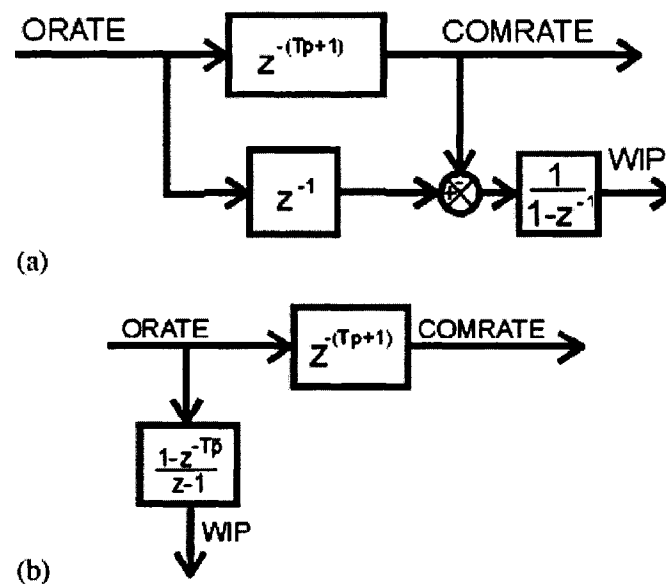 ORATE
z-(Tp+1)
COMRATE
z-1
+
-
1
1-z-1
WIP
(a)
ORATE
z-(Tp+1)
COMRATE
1-z-Tp
z-1
WIP
(b)